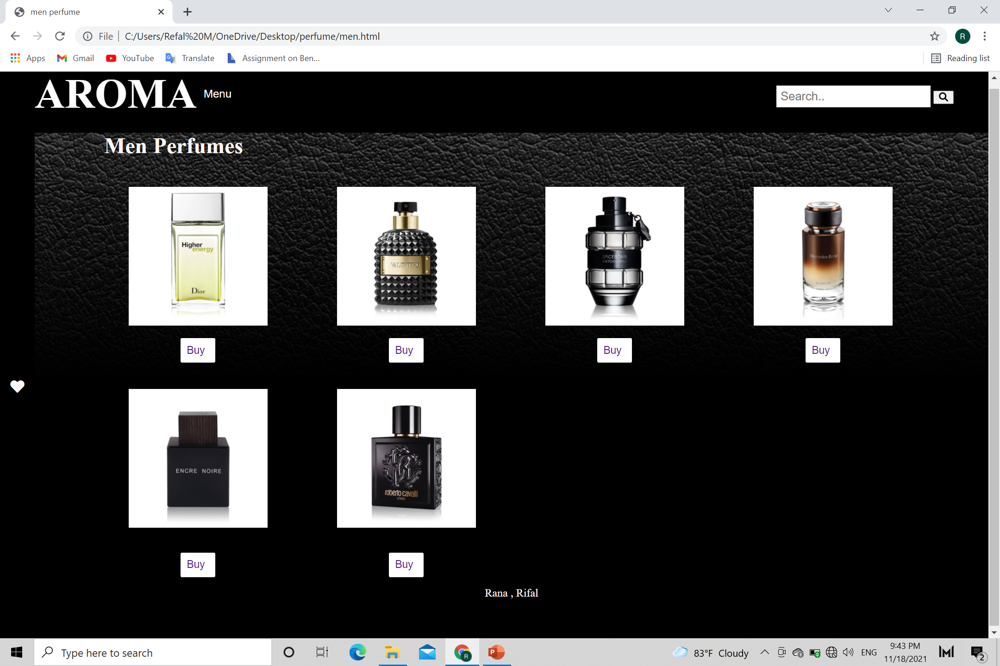 men perfume
File C:/Users/Refal%20M/OneDrive/Desktop/perfume/men.html
R
Apps Gmail YouTube Translate Assignment on Ben... Reading list
AROMA Menu Search..
Men Perfumes
Higher
energy
Dior
VALENTINO
SPICEBOMB
VIKTOR&ROLF
Mercedes-Benz
LE PARFUM
Buy Buy Buy Buy
ENCRE NOIRE
roberto cavalli
UOMO
Buy Buy
Rana , Rifal
Type here to search
83°F Cloudy ENG
9:43 PM
11/18/2021
2